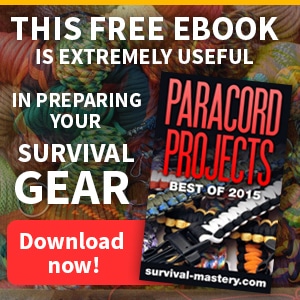 THIS FREE EBOOK
IS EXTREMELY USEFUL
IN PREPARING
YOUR
SURVIVAL
GEAR
Download
now!
PARACORD
PROJECTS
BEST OF 2015
survival-mastery.com